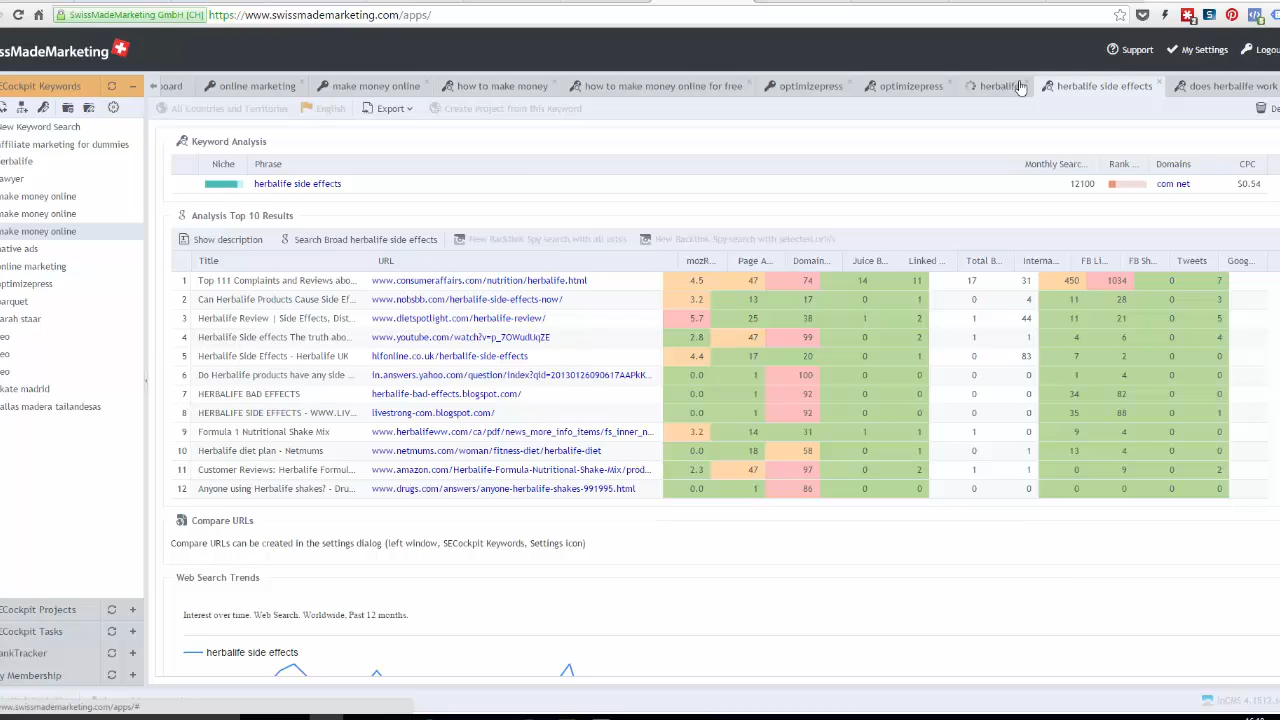 SwissMadeMarketing GmbH [CH] https://www.swissmademarketing.com/apps/
ssMadeMarketing Support My Settings Logou
ECockpit Keywords
oard online marketing make money online how to make money how to make money online for free optimizepress optimizepress herbalif herbalife side effects does herbalife work
All Countries and Territories English Export Create Project from this Keyword De
New Keyword Search
affiliate marketing for dummies
herbalife
lawyer
make money online
make money online
make money online
native ads
online marketing
optimizepress
parquet
sarah staar
seo
seo
seo
skate madrid
tallas madera tailandesas
Keyword Analysis
Niche Phrase Monthly Searc... Rank ... Domains CPC
herbalife side effects 12100 com net $0.54
Analysis Top 10 Results
Show description Search Broad herbalife side effects New Backlink Spy search with all url(s) New Backlink Spy search with selected url(s)
Title URL mozR... Page A... Domain... Juice B... Linked ... Total B... Interna... FB Li... FB Sh... Tweets Goog...
1 Top 111 Complaints and Reviews abo... www.consumeraffairs.com/nutrition/herbalife.html 4.5 47 74 14 11 17 31 450 1034 0 7
2 Can Herbalife Products Cause Side Ef... www.nobsbb.com/herbalife-side-effects-now/ 3.2 13 17 0 1 0 4 11 28 0 3
3 Herbalife Review | Side Effects, Dist... www.dietspotlight.com/herbalife-review/ 5.7 25 38 1 2 1 44 11 21 0 5
4 Herbalife Side effects The truth abo... www.youtube.com/watch?v=p_7OWudUqZE 2.8 47 99 0 2 1 1 4 6 0 4
5 Herbalife Side Effects - Herbalife UK hlfonline.co.uk/herbalife-side-effects 4.4 17 20 0 1 0 83 7 2 0 0
6 Do Herbalife products have any side ... in.answers.yahoo.com/question/index?qid=20130126090617AAPkK... 0.0 1 100 0 0 0 0 1 4 0 0
7 HERBALIFE BAD EFFECTS herbalife-bad-effects.blogspot.com/ 0.0 1 92 0 0 0 0 34 82 0 0
8 HERBALIFE SIDE EFFECTS - WWW.LIV... livestrong-com.blogspot.com/ 0.0 1 92 0 0 0 0 35 88 0 1
9 Formula 1 Nutritional Shake Mix www.herbalifeww.com/ca/pdf/news_more_info_items/fs_inner_n... 3.2 14 31 1 1 1 0 9 4 0 0
10 Herbalife diet plan - Netmums www.netmums.com/woman/fitness-diet/herbalife-diet 0.0 18 58 0 0 0 1 13 4 0 0
11 Customer Reviews: Herbalife Formul... www.amazon.com/Herbalife-Formula-Nutritional-Shake-Mix/prod... 2.3 47 97 0 2 1 1 0 9 0 2
12 Anyone using Herbalife shakes? - Dru... www.drugs.com/answers/anyone-herbalife-shakes-991995.html 0.0 1 86 0 0 0 0 0 0 0 0
Compare URLs
Compare URLs can be created in the settings dialog (left window, SECockpit Keywords, Settings icon)
Web Search Trends
Interest over time. Web Search. Worldwide, Past 12 months.
herbalife side effects
ECockpit Projects
ECockpit Tasks
ankTracker
y Membership
ww.swissmademarketing.com/apps/#